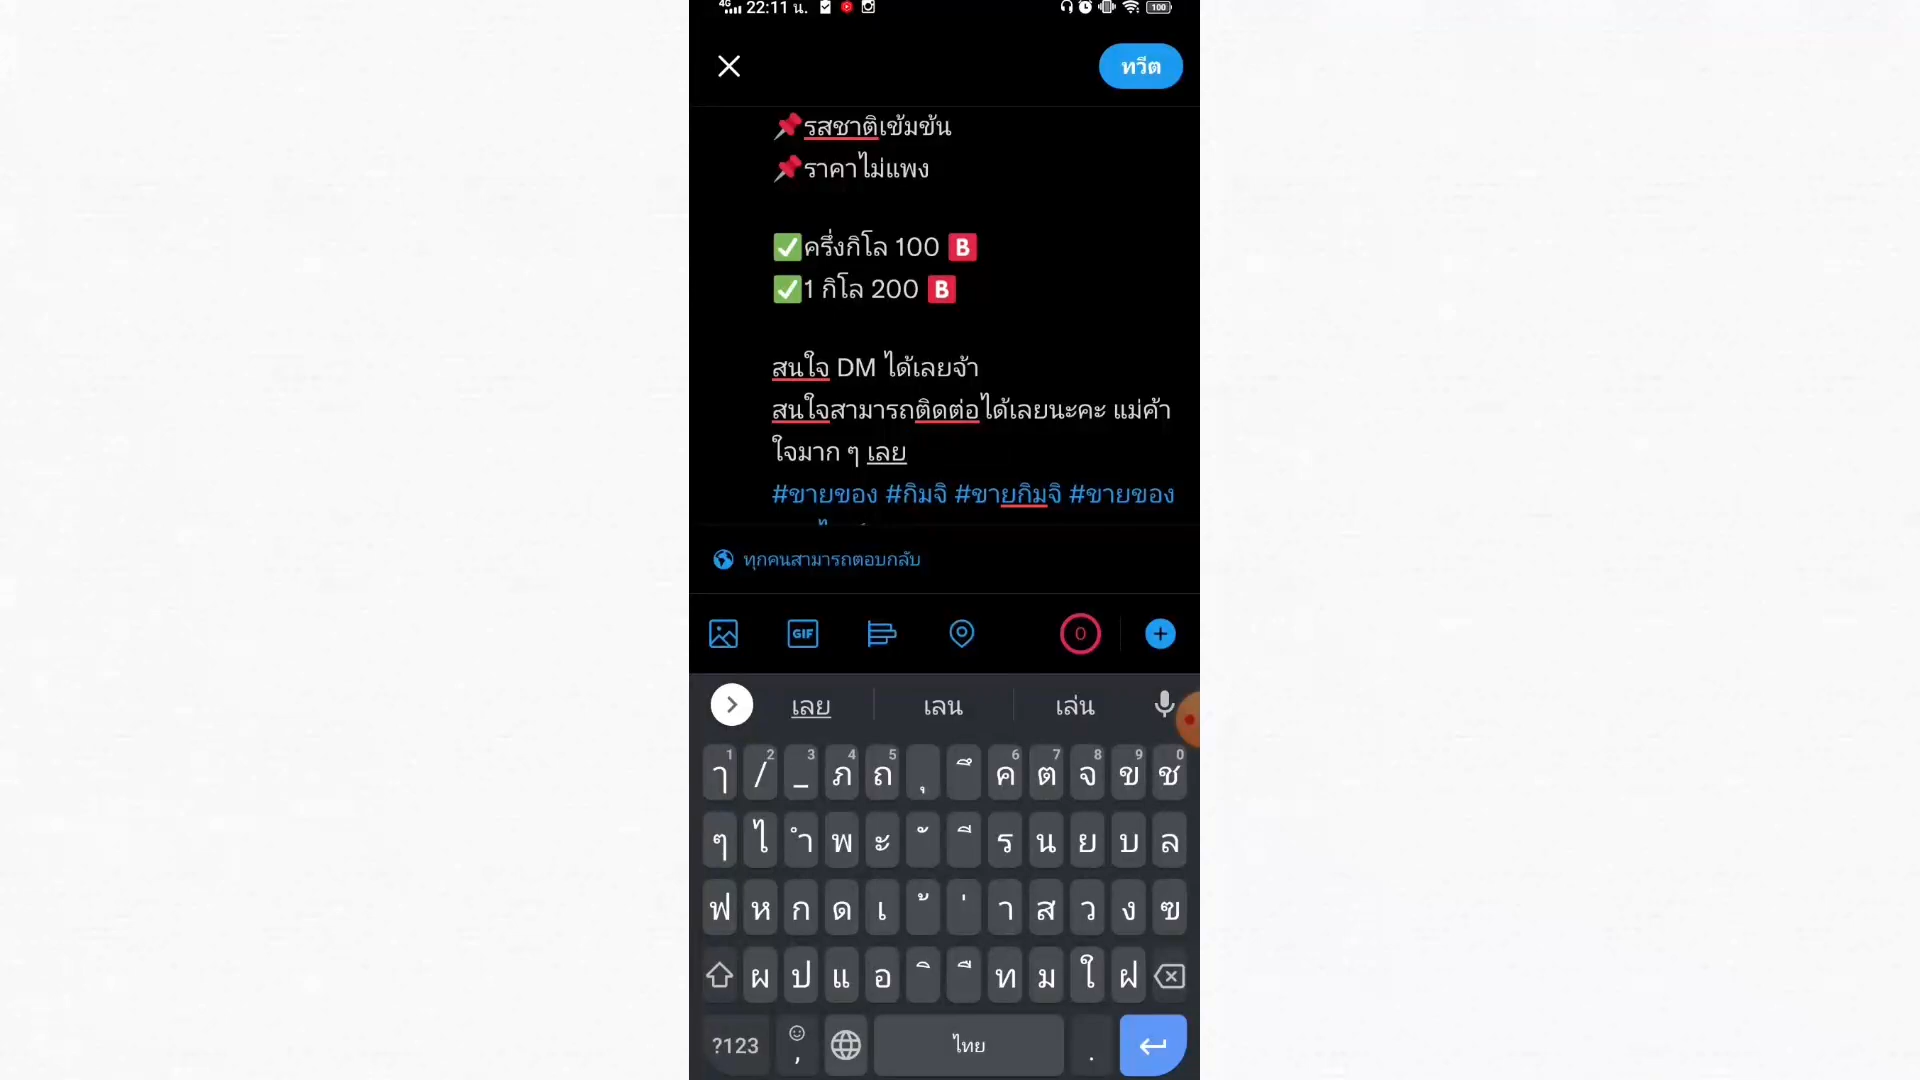 4G 22:11 น. 100
ทวีต
📌รสชาติเข้มข้น
📌ราคาไม่แพง
✅ครึ่งกิโล 100 🅱
✅1 กิโล 200 🅱
สนใจ DM ได้เลยจ้า
สนใจสามารถติดต่อได้เลยนะคะ แม่ค้า
ใจมาก ๆ เลย
#ขายของ #กิมจิ #ขายกิมจิ #ขายของ
ทุกคนสามารถตอบกลับ
GIF 0
เลย เลน เล่น
1 2 3 4 5 6 7 8 9 0
ๅ / _ ภ ถ ุ ึ ค ต จ ข ช
ๆ ไ ำ พ ะ ั ี ร น ย บ ล
ฟ ห ก ด เ ้ ่ า ส ว ง ฃ
ผ ป แ อ ิ ื ท ม ใ ฝ
?123 , ไทย .